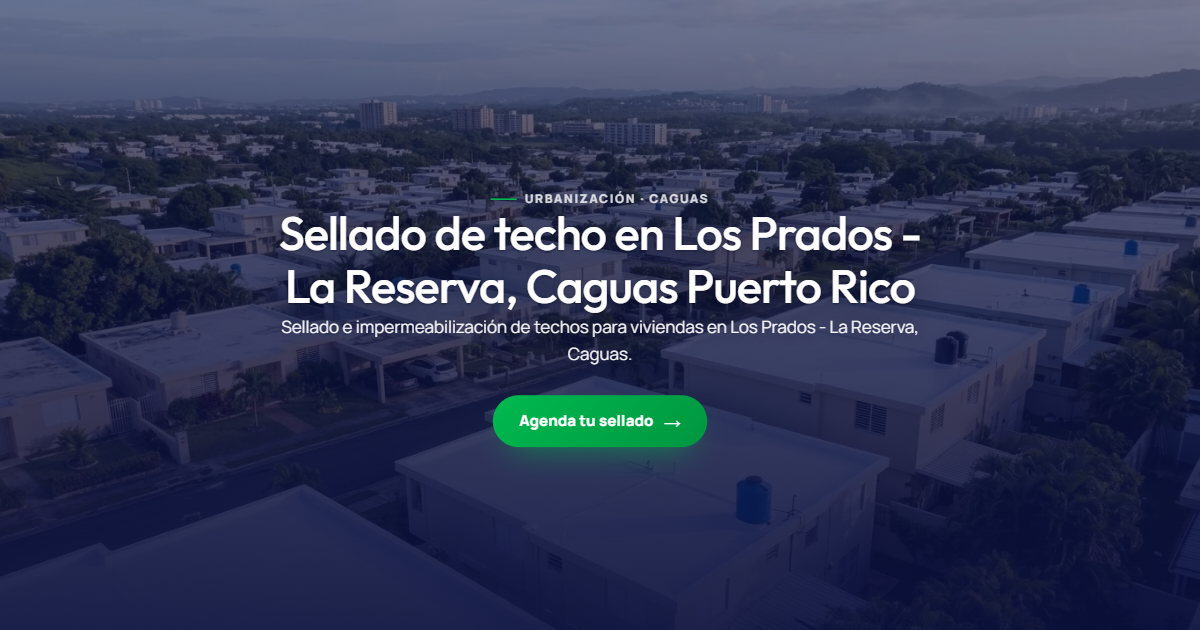 URBANIZACIÓN · CAGUAS
Sellado de techo en Los Prados -
La Reserva, Caguas Puerto Rico
Sellado e impermeabilización de techos para viviendas en Los Prados - La Reserva,
Caguas.
Agenda tu sellado →